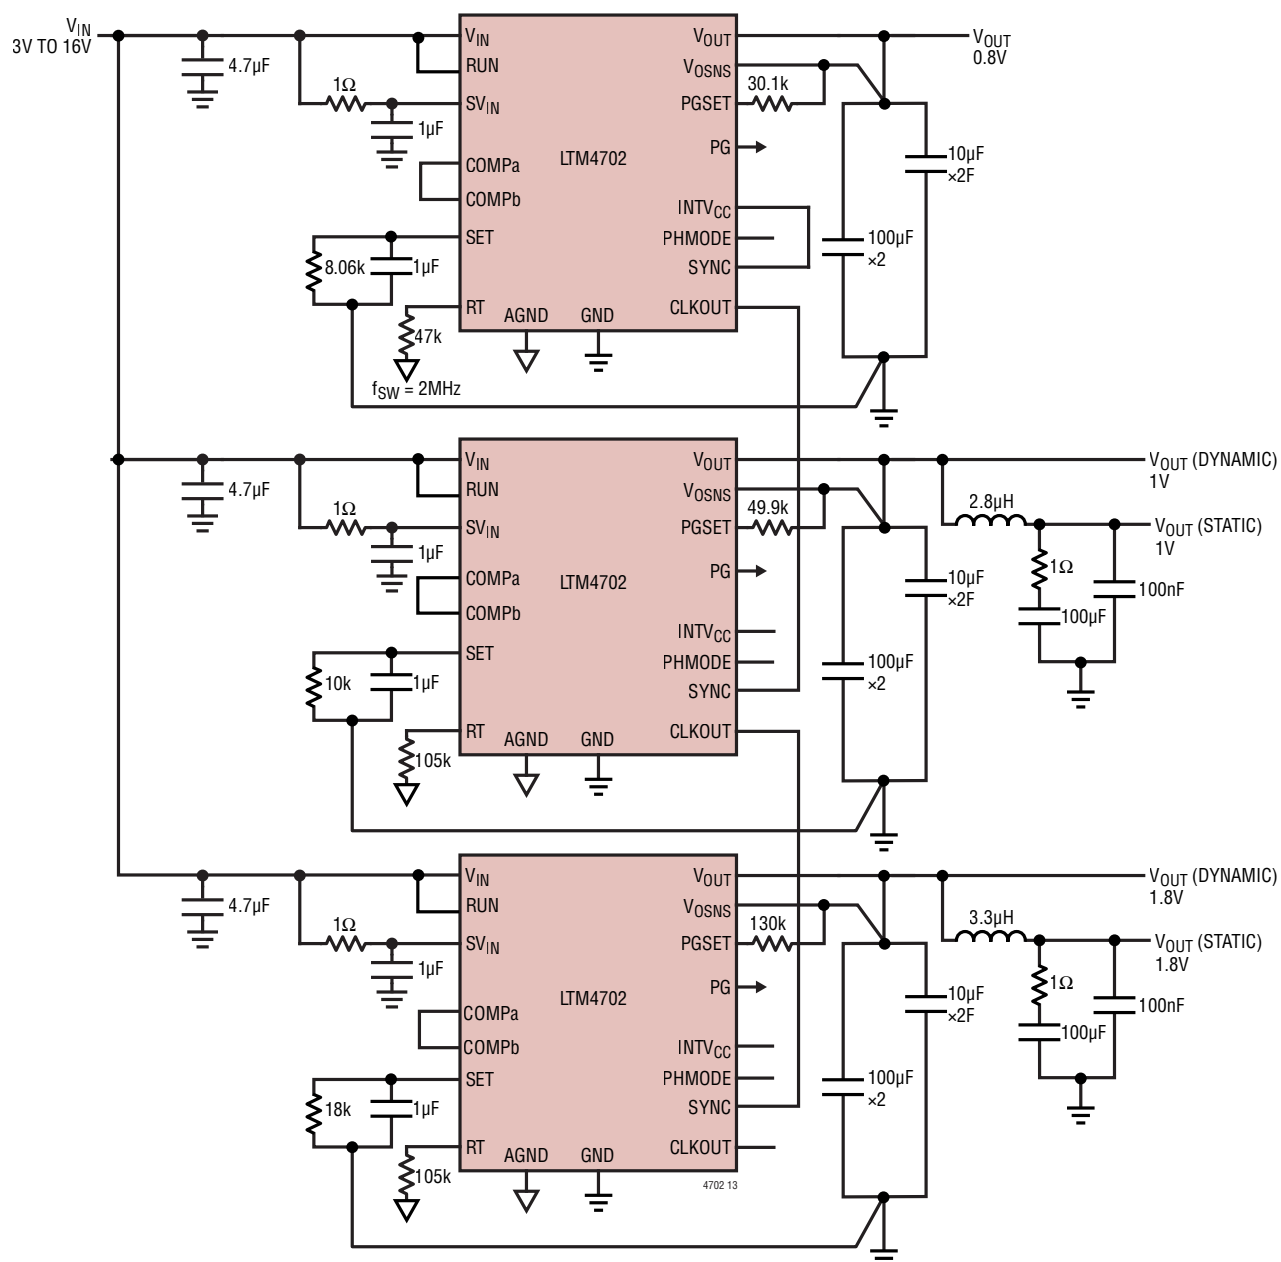 VIN
3V TO 16V
4.7µF
1Ω
1µF
VIN
RUN
SVIN
COMPa
COMPb
SET
RT
AGND
GND
LTM4702
VOUT
VOSNS
PGSET
PG
INTVCC
PHMODE
SYNC
CLKOUT
30.1k
8.06k
1µF
47k
fSW = 2MHz
100µF
×2
10µF
×2F
VOUT
0.8V
4.7µF
1Ω
1µF
VIN
RUN
SVIN
COMPa
COMPb
SET
RT
AGND
GND
LTM4702
VOUT
VOSNS
PGSET
PG
INTVCC
PHMODE
SYNC
CLKOUT
49.9k
10k
1µF
105k
100µF
×2
10µF
×2F
VOUT (DYNAMIC)
1V
2.8µH
VOUT (STATIC)
1V
1Ω
100µF
100nF
4.7µF
1Ω
1µF
VIN
RUN
SVIN
COMPa
COMPb
SET
RT
AGND
GND
LTM4702
VOUT
VOSNS
PGSET
PG
INTVCC
PHMODE
SYNC
CLKOUT
130k
18k
1µF
105k
100µF
×2
10µF
×2F
VOUT (DYNAMIC)
1.8V
3.3µH
VOUT (STATIC)
1.8V
1Ω
100µF
100nF
4702 13